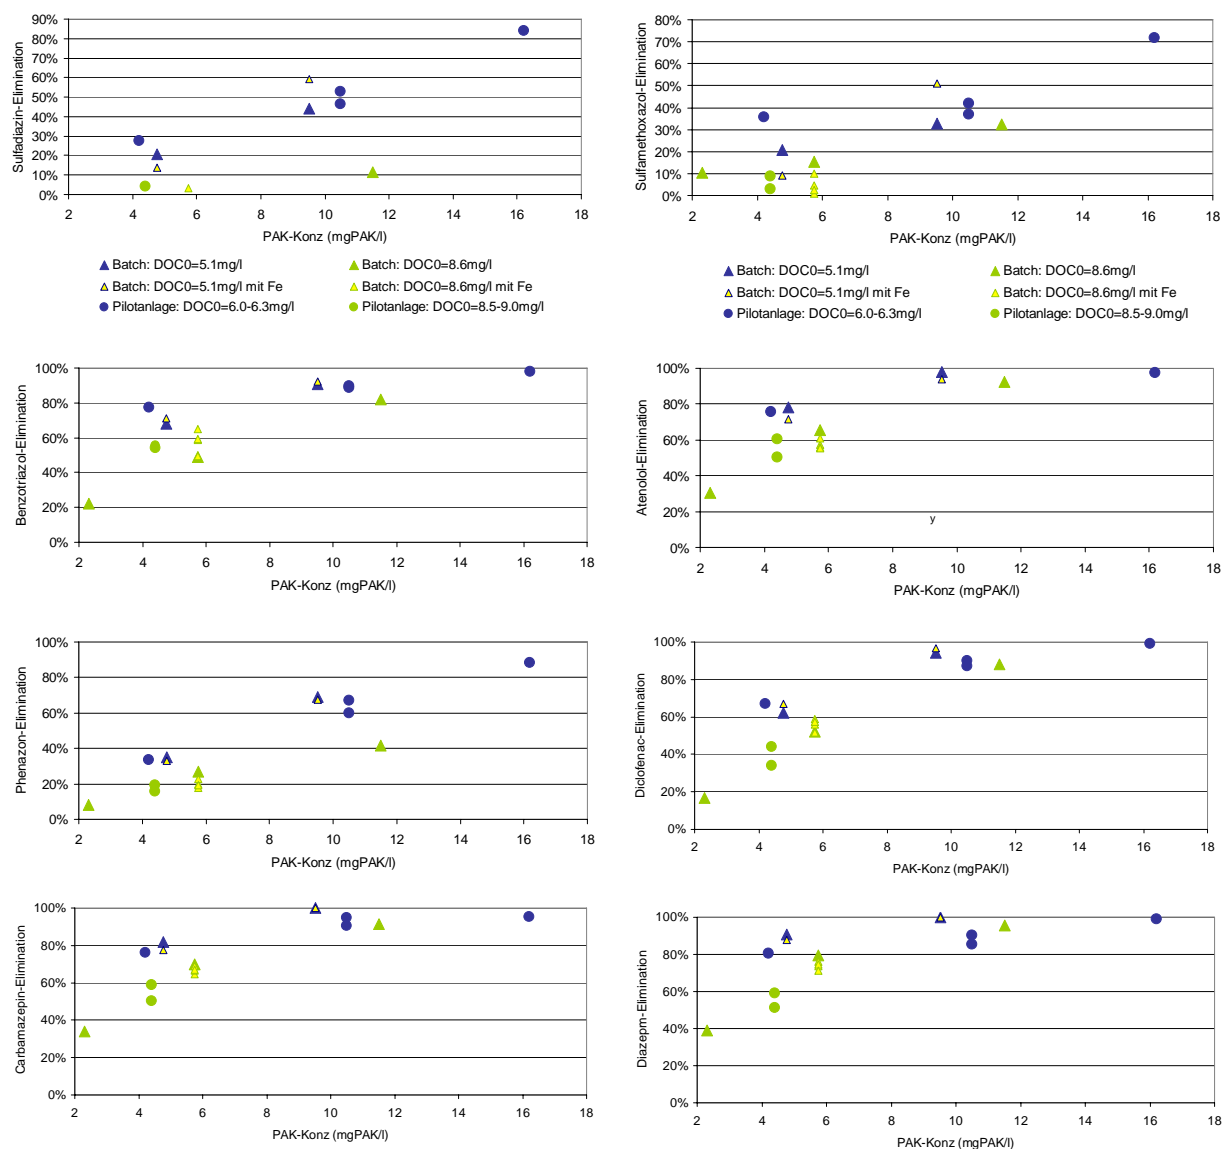 Sulfadiazin-Elimination
90%
80%
70%
60%
50%
40%
30%
20%
10%
0%
2 4 6 8 10 12 14 16 18
PAK-Konz (mgPAK/l)
Batch: DOC0=5.1mg/l
Batch: DOC0=8.6mg/l
Batch: DOC0=5.1mg/l mit Fe
Batch: DOC0=8.6mg/l mit Fe
Pilotanlage: DOC0=6.0-6.3mg/l
Pilotanlage: DOC0=8.5-9.0mg/l
Sulfamethoxazol-Elimination
80%
70%
60%
50%
40%
30%
20%
10%
0%
2 4 6 8 10 12 14 16 18
PAK-Konz (mgPAK/l)
Batch: DOC0=5.1mg/l
Batch: DOC0=8.6mg/l
Batch: DOC0=5.1mg/l mit Fe
Batch: DOC0=8.6mg/l mit Fe
Pilotanlage: DOC0=6.0-6.3mg/l
Pilotanlage: DOC0=8.5-9.0mg/l
Benzotriazol-Elimination
100%
80%
60%
40%
20%
0%
2 4 6 8 10 12 14 16 18
PAK-Konz (mgPAK/l)
Atenolol-Elimination
100%
80%
60%
40%
20%
0%
y
2 4 6 8 10 12 14 16 18
PAK-Konz (mgPAK/l)
Phenazon-Elimination
100%
80%
60%
40%
20%
0%
2 4 6 8 10 12 14 16 18
PAK-Konz (mgPAK/l)
Diclofenac-Elimination
100%
80%
60%
40%
20%
0%
2 4 6 8 10 12 14 16 18
PAK-Konz (mgPAK/l)
Carbamazepin-Elimination
100%
80%
60%
40%
20%
0%
2 4 6 8 10 12 14 16 18
PAK-Konz (mgPAK/l)
Diazepm-Elimination
100%
80%
60%
40%
20%
0%
2 4 6 8 10 12 14 16 18
PAK-Konz (mgPAK/l)